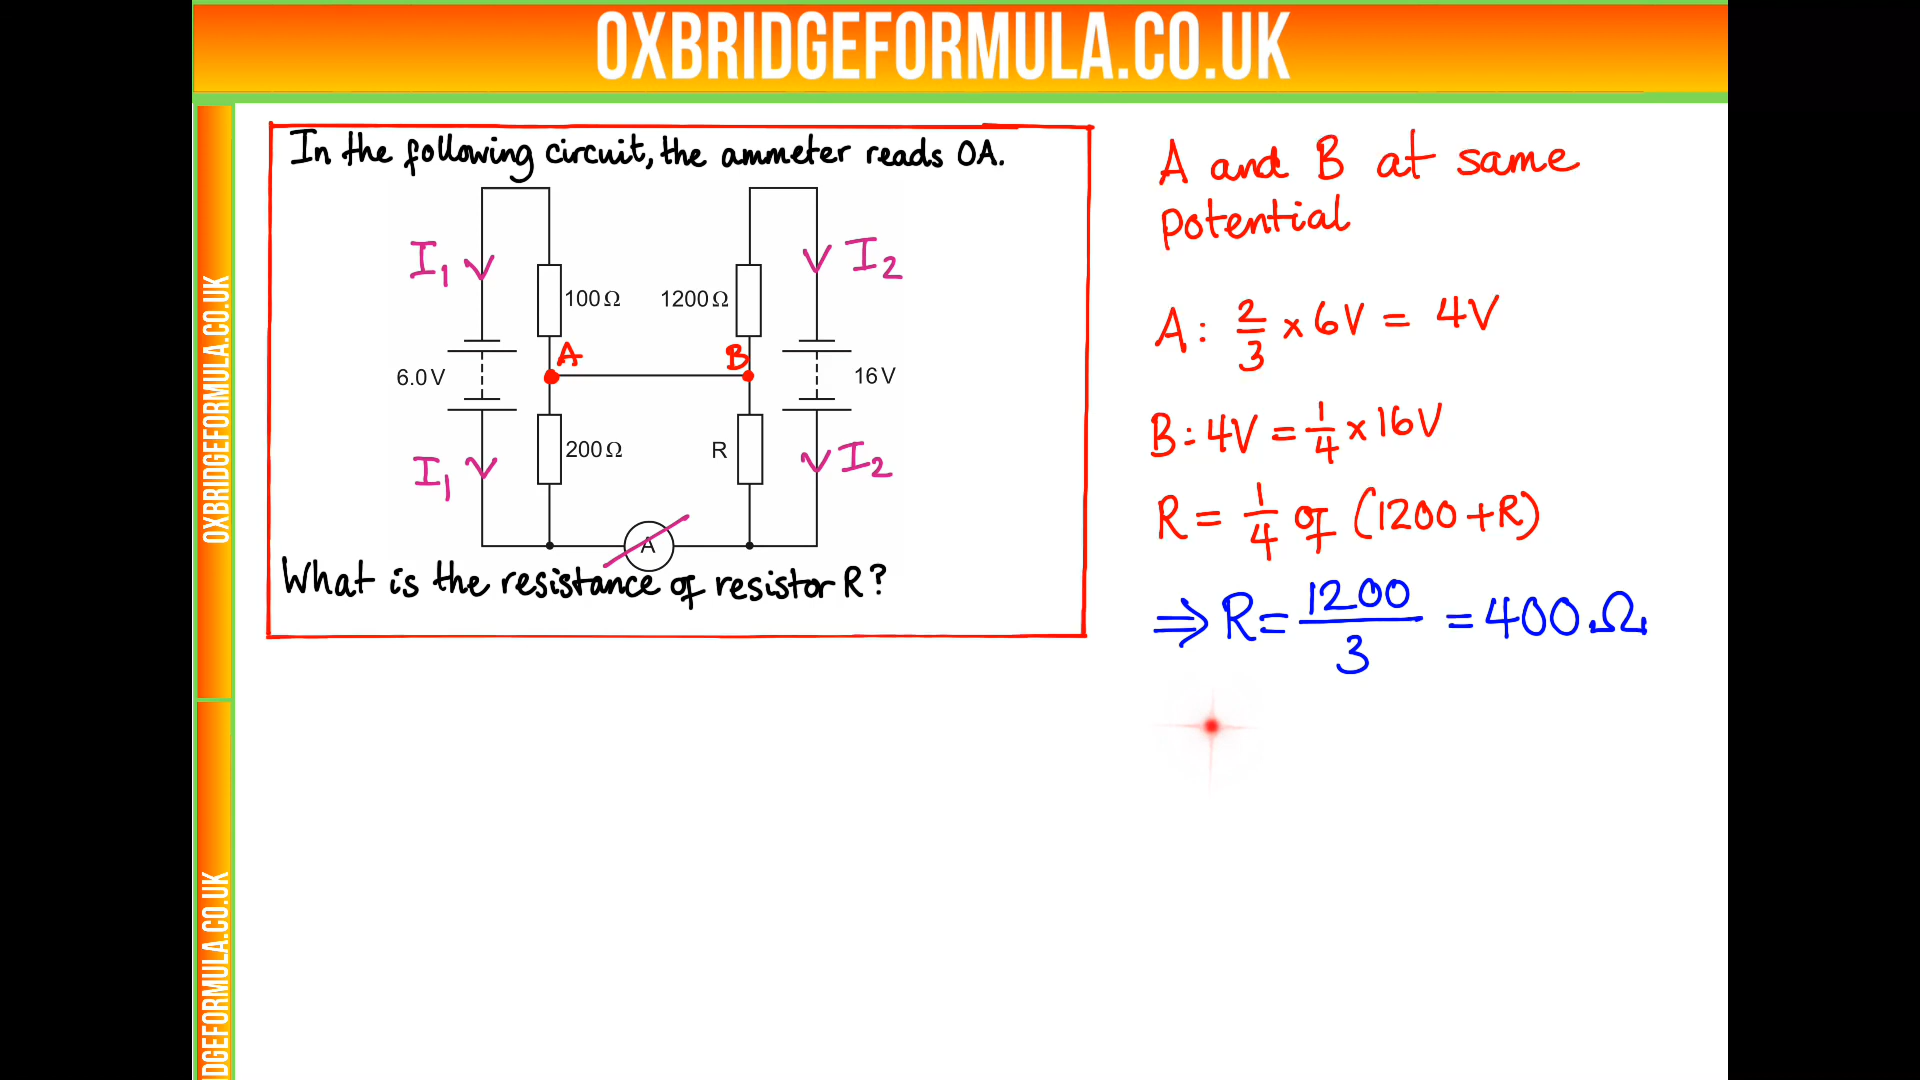 OXBRIDGEFORMULA.CO.UK
OXBRIDGEFORMULA.CO.UK
DGEFORMULA.CO.UK
In the following circuit, the ammeter reads 0A.
I1
I2
100Ω
1200Ω
A
B
6.0V
16V
200Ω
R
I1
I2
A
What is the resistance of resistor R?
A and B at same
potential
A: 2/3 × 6V = 4V
B: 4V = 1/4 × 16V
R = 1/4 of (1200+R)
⇒ R = 1200/3 = 400Ω